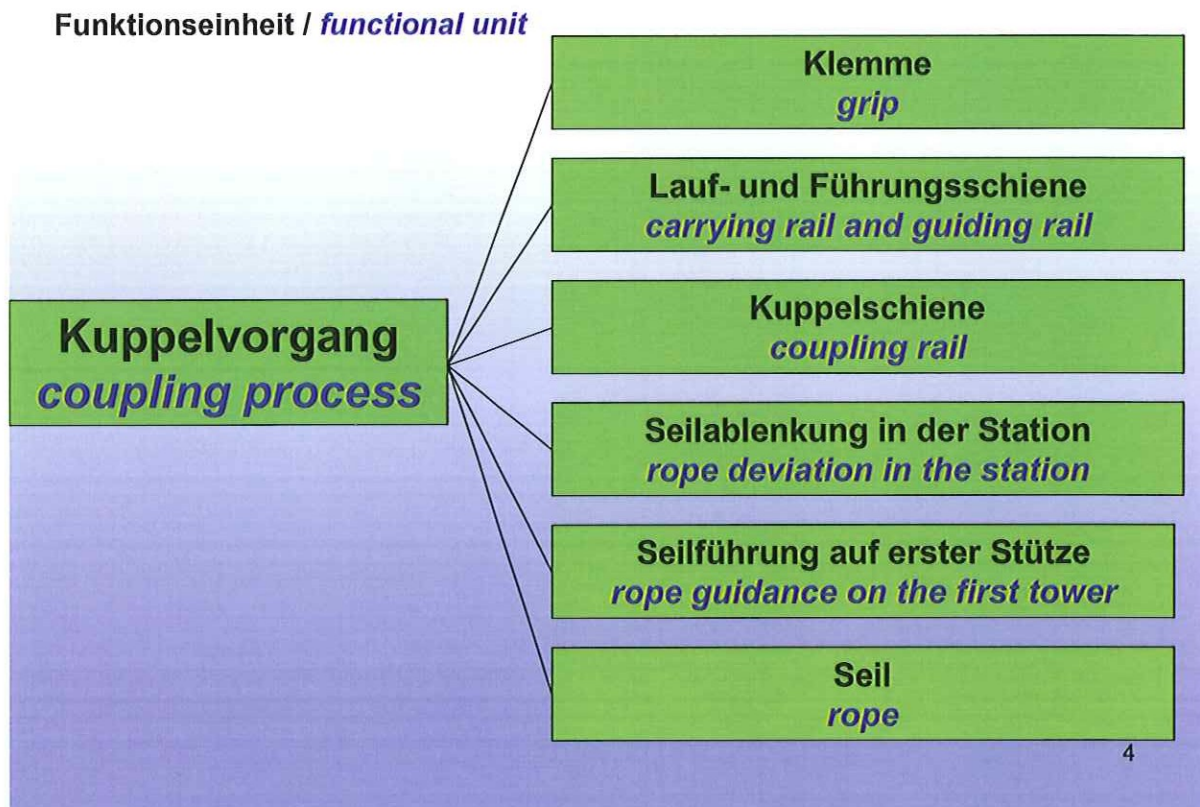 Funktionseinheit / functional unit
Klemme
grip
Lauf- und Führungsschiene
carrying rail and guiding rail
Kuppelschiene
coupling rail
Kuppelvorgang
coupling process
Seilablenkung in der Station
rope deviation in the station
Seilführung auf erster Stütze
rope guidance on the first tower
Seil
rope
4